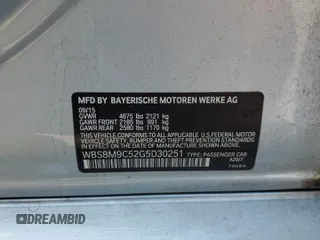 MFD. BY BAYERISCHE MOTOREN WERKE AG
09/15
GVWR 4675 lbs 2121 kg
GAWR FRONT 2185 lbs 991 kg
GAWR REAR 2580 lbs 1170 kg
THIS VEHICLE CONFORMS TO ALL APPLICABLE
FEDERAL MOTOR VEHICLE SAFETY, BUMPER,
AND THEFT PREVENTION STANDARDS IN EFFECT
ON THE DATE OF MANUFACTURE SHOWN ABOVE.
WBS8M9C52G5D30251 TYPE: PASSENGER CAR
DREAMBID